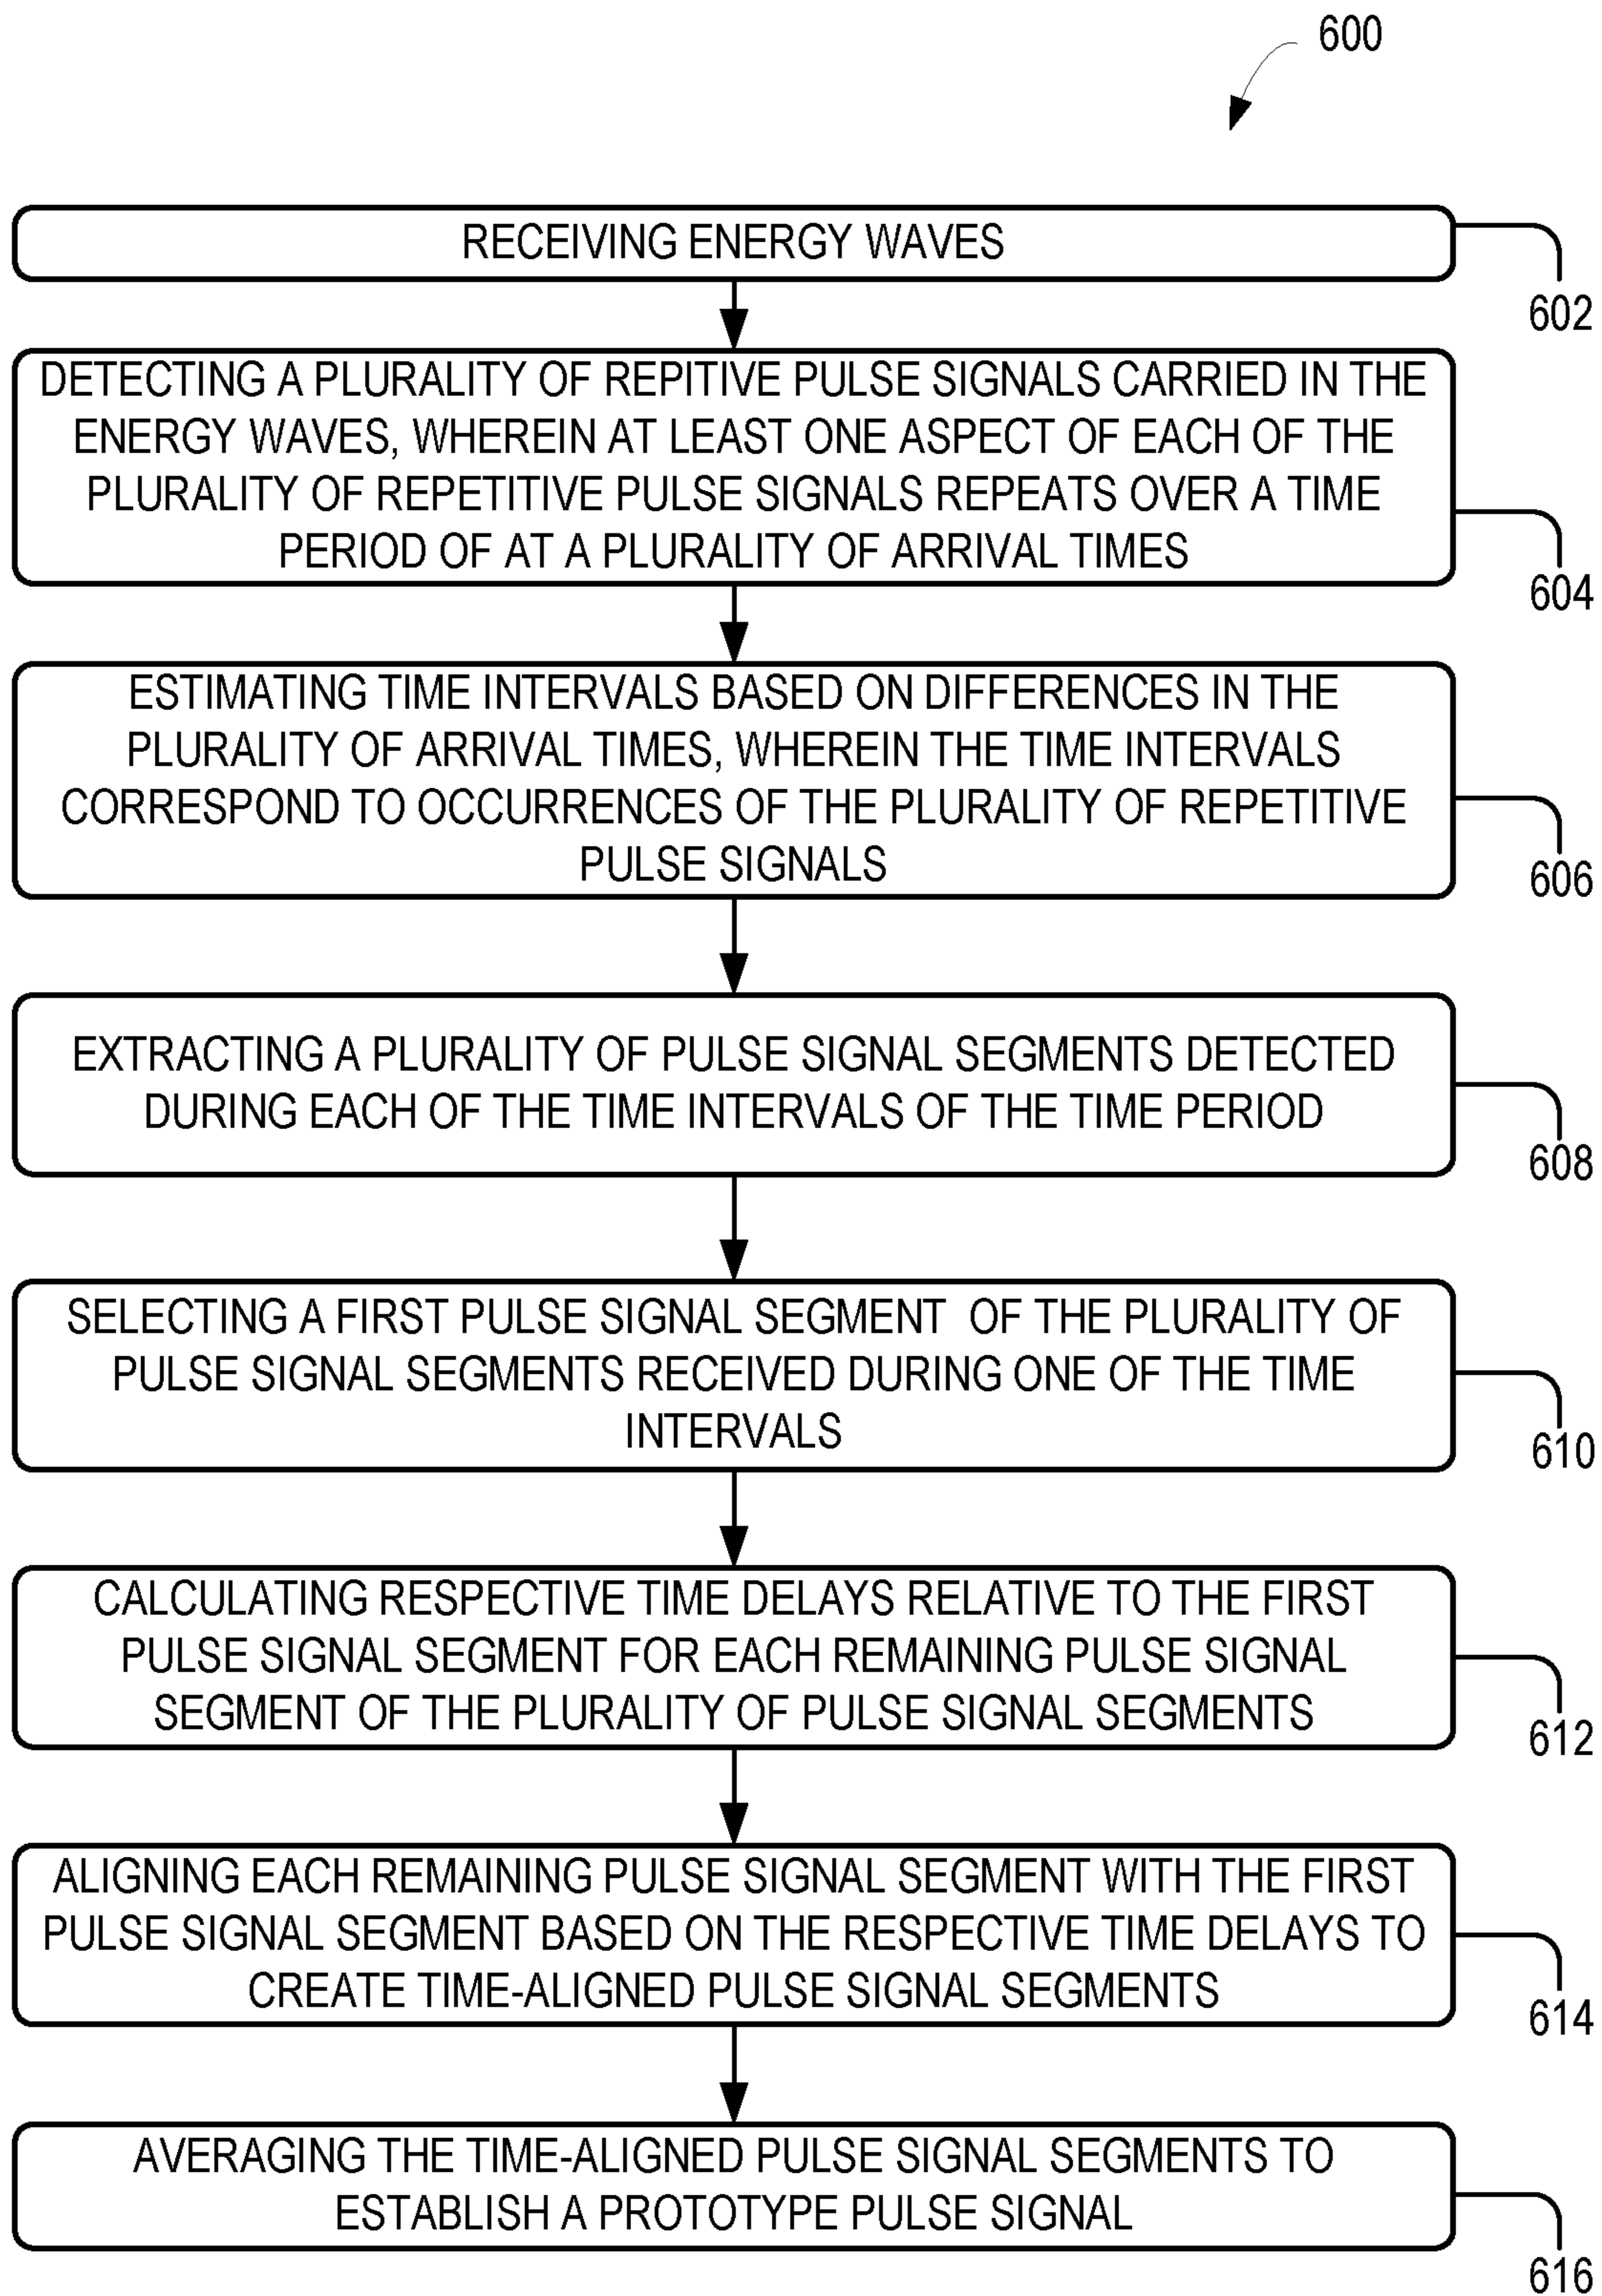 600
RECEIVING ENERGY WAVES
602
DETECTING A PLURALITY OF REPITIVE PULSE SIGNALS CARRIED IN THE
ENERGY WAVES, WHEREIN AT LEAST ONE ASPECT OF EACH OF THE
PLURALITY OF REPETITIVE PULSE SIGNALS REPEATS OVER A TIME
PERIOD OF AT A PLURALITY OF ARRIVAL TIMES
604
ESTIMATING TIME INTERVALS BASED ON DIFFERENCES IN THE
PLURALITY OF ARRIVAL TIMES, WHEREIN THE TIME INTERVALS
CORRESPOND TO OCCURRENCES OF THE PLURALITY OF REPETITIVE
PULSE SIGNALS
606
EXTRACTING A PLURALITY OF PULSE SIGNAL SEGMENTS DETECTED
DURING EACH OF THE TIME INTERVALS OF THE TIME PERIOD
608
SELECTING A FIRST PULSE SIGNAL SEGMENT OF THE PLURALITY OF
PULSE SIGNAL SEGMENTS RECEIVED DURING ONE OF THE TIME
INTERVALS
610
CALCULATING RESPECTIVE TIME DELAYS RELATIVE TO THE FIRST
PULSE SIGNAL SEGMENT FOR EACH REMAINING PULSE SIGNAL
SEGMENT OF THE PLURALITY OF PULSE SIGNAL SEGMENTS
612
ALIGNING EACH REMAINING PULSE SIGNAL SEGMENT WITH THE FIRST
PULSE SIGNAL SEGMENT BASED ON THE RESPECTIVE TIME DELAYS TO
CREATE TIME-ALIGNED PULSE SIGNAL SEGMENTS
614
AVERAGING THE TIME-ALIGNED PULSE SIGNAL SEGMENTS TO
ESTABLISH A PROTOTYPE PULSE SIGNAL
616